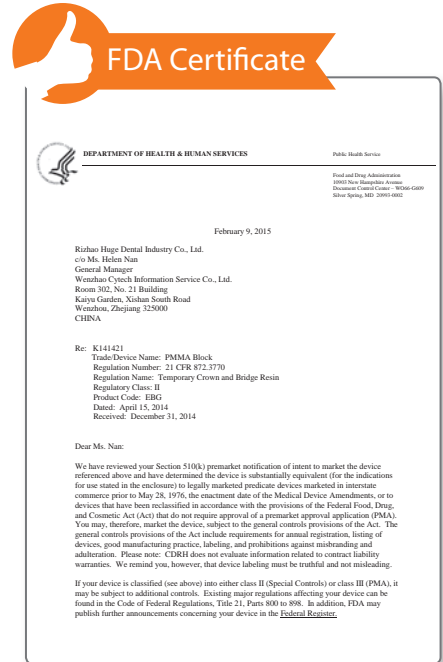 FDA Certificate
DEPARTMENT OF HEALTH & HUMAN SERVICES
Public Health Service
Food and Drug Administration
10903 New Hampshire Avenue
Document Control Center – WO66-G609
Silver Spring, MD 20993-0002
February 9, 2015
Rizhao Huge Dental Industry Co., Ltd.
c/o Ms. Helen Nan
General Manager
Wenzhao Cytech Information Service Co., Ltd.
Room 302, No. 21 Building
Kaiyu Garden, Xishan South Road
Wenzhou, Zhejiang 325000
CHINA
Re: K141421
Trade/Device Name: PMMA Block
Regulation Number: 21 CFR 872.3770
Regulation Name: Temporary Crown and Bridge Resin
Regulatory Class: II
Product Code: EBG
Dated: April 15, 2014
Received: December 31, 2014
Dear Ms. Nan:
We have reviewed your Section 510(k) premarket notification of intent to market the device
referenced above and have determined the device is substantially equivalent (for the indications
for use stated in the enclosure) to legally marketed predicate devices marketed in interstate
commerce prior to May 28, 1976, the enactment date of the Medical Device Amendments, or to
devices that have been reclassified in accordance with the provisions of the Federal Food, Drug,
and Cosmetic Act (Act) that do not require approval of a premarket approval application (PMA).
You may, therefore, market the device, subject to the general controls provisions of the Act. The
general controls provisions of the Act include requirements for annual registration, listing of
devices, good manufacturing practice, labeling, and prohibitions against misbranding and
adulteration. Please note: CDRH does not evaluate information related to contract liability
warranties. We remind you, however, that device labeling must be truthful and not misleading.
If your device is classified (see above) into either class II (Special Controls) or class III (PMA), it
may be subject to additional controls. Existing major regulations affecting your device can be
found in the Code of Federal Regulations, Title 21, Parts 800 to 898. In addition, FDA may
publish further announcements concerning your device in the Federal Register.